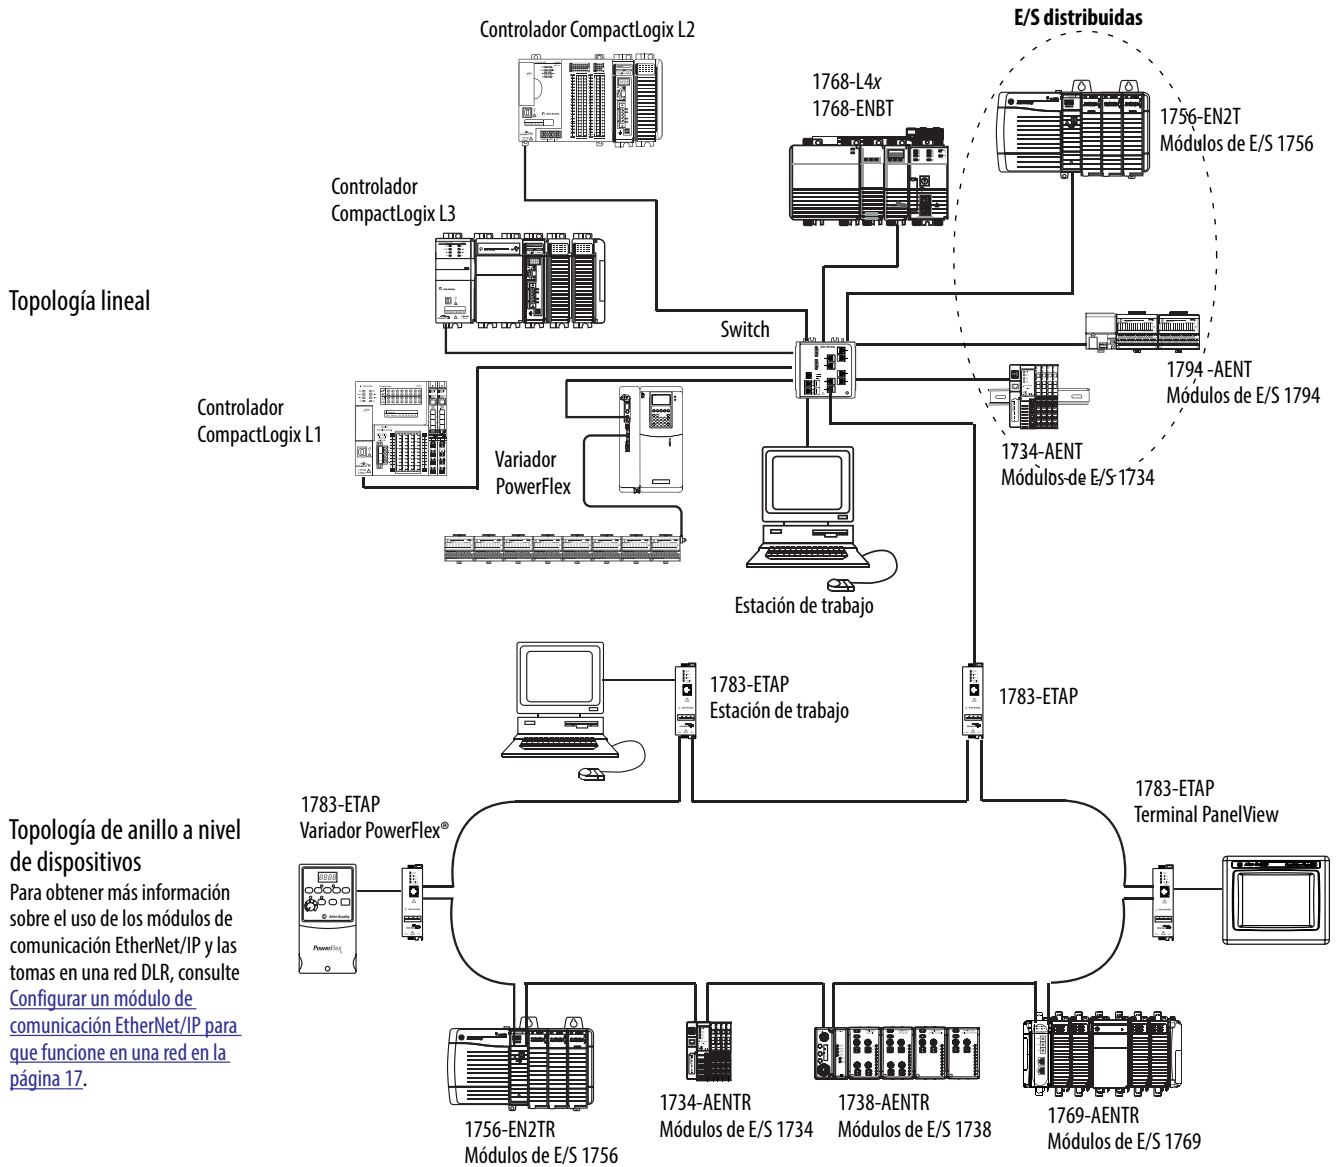 E/S distribuidas
Controlador CompactLogix L2
1768-L4x
1768-ENBT
1756-EN2T
Módulos de E/S 1756
Controlador
CompactLogix L3
Topología lineal
Switch
1794 -AENT
Módulos de E/S 1794
Controlador
CompactLogix L1
1734-AENT
Módulos de E/S 1734
Variador
PowerFlex
Estación de trabajo
1783-ETAP
Estación de trabajo
1783-ETAP
1783-ETAP
Variador PowerFlex®
1783-ETAP
Terminal PanelView
Topología de anillo a nivel
de dispositivos
Para obtener más información
sobre el uso de los módulos de
comunicación EtherNet/IP y las
tomas en una red DLR, consulte
Configurar un módulo de
comunicación EtherNet/IP para
que funcione en una red en la
página 17.
PowerFlex
1756-EN2TR
Módulos de E/S 1756
1734-AENTR
Módulos de E/S 1734
1738-AENTR
Módulos de E/S 1738
1769-AENTR
Módulos de E/S 1769